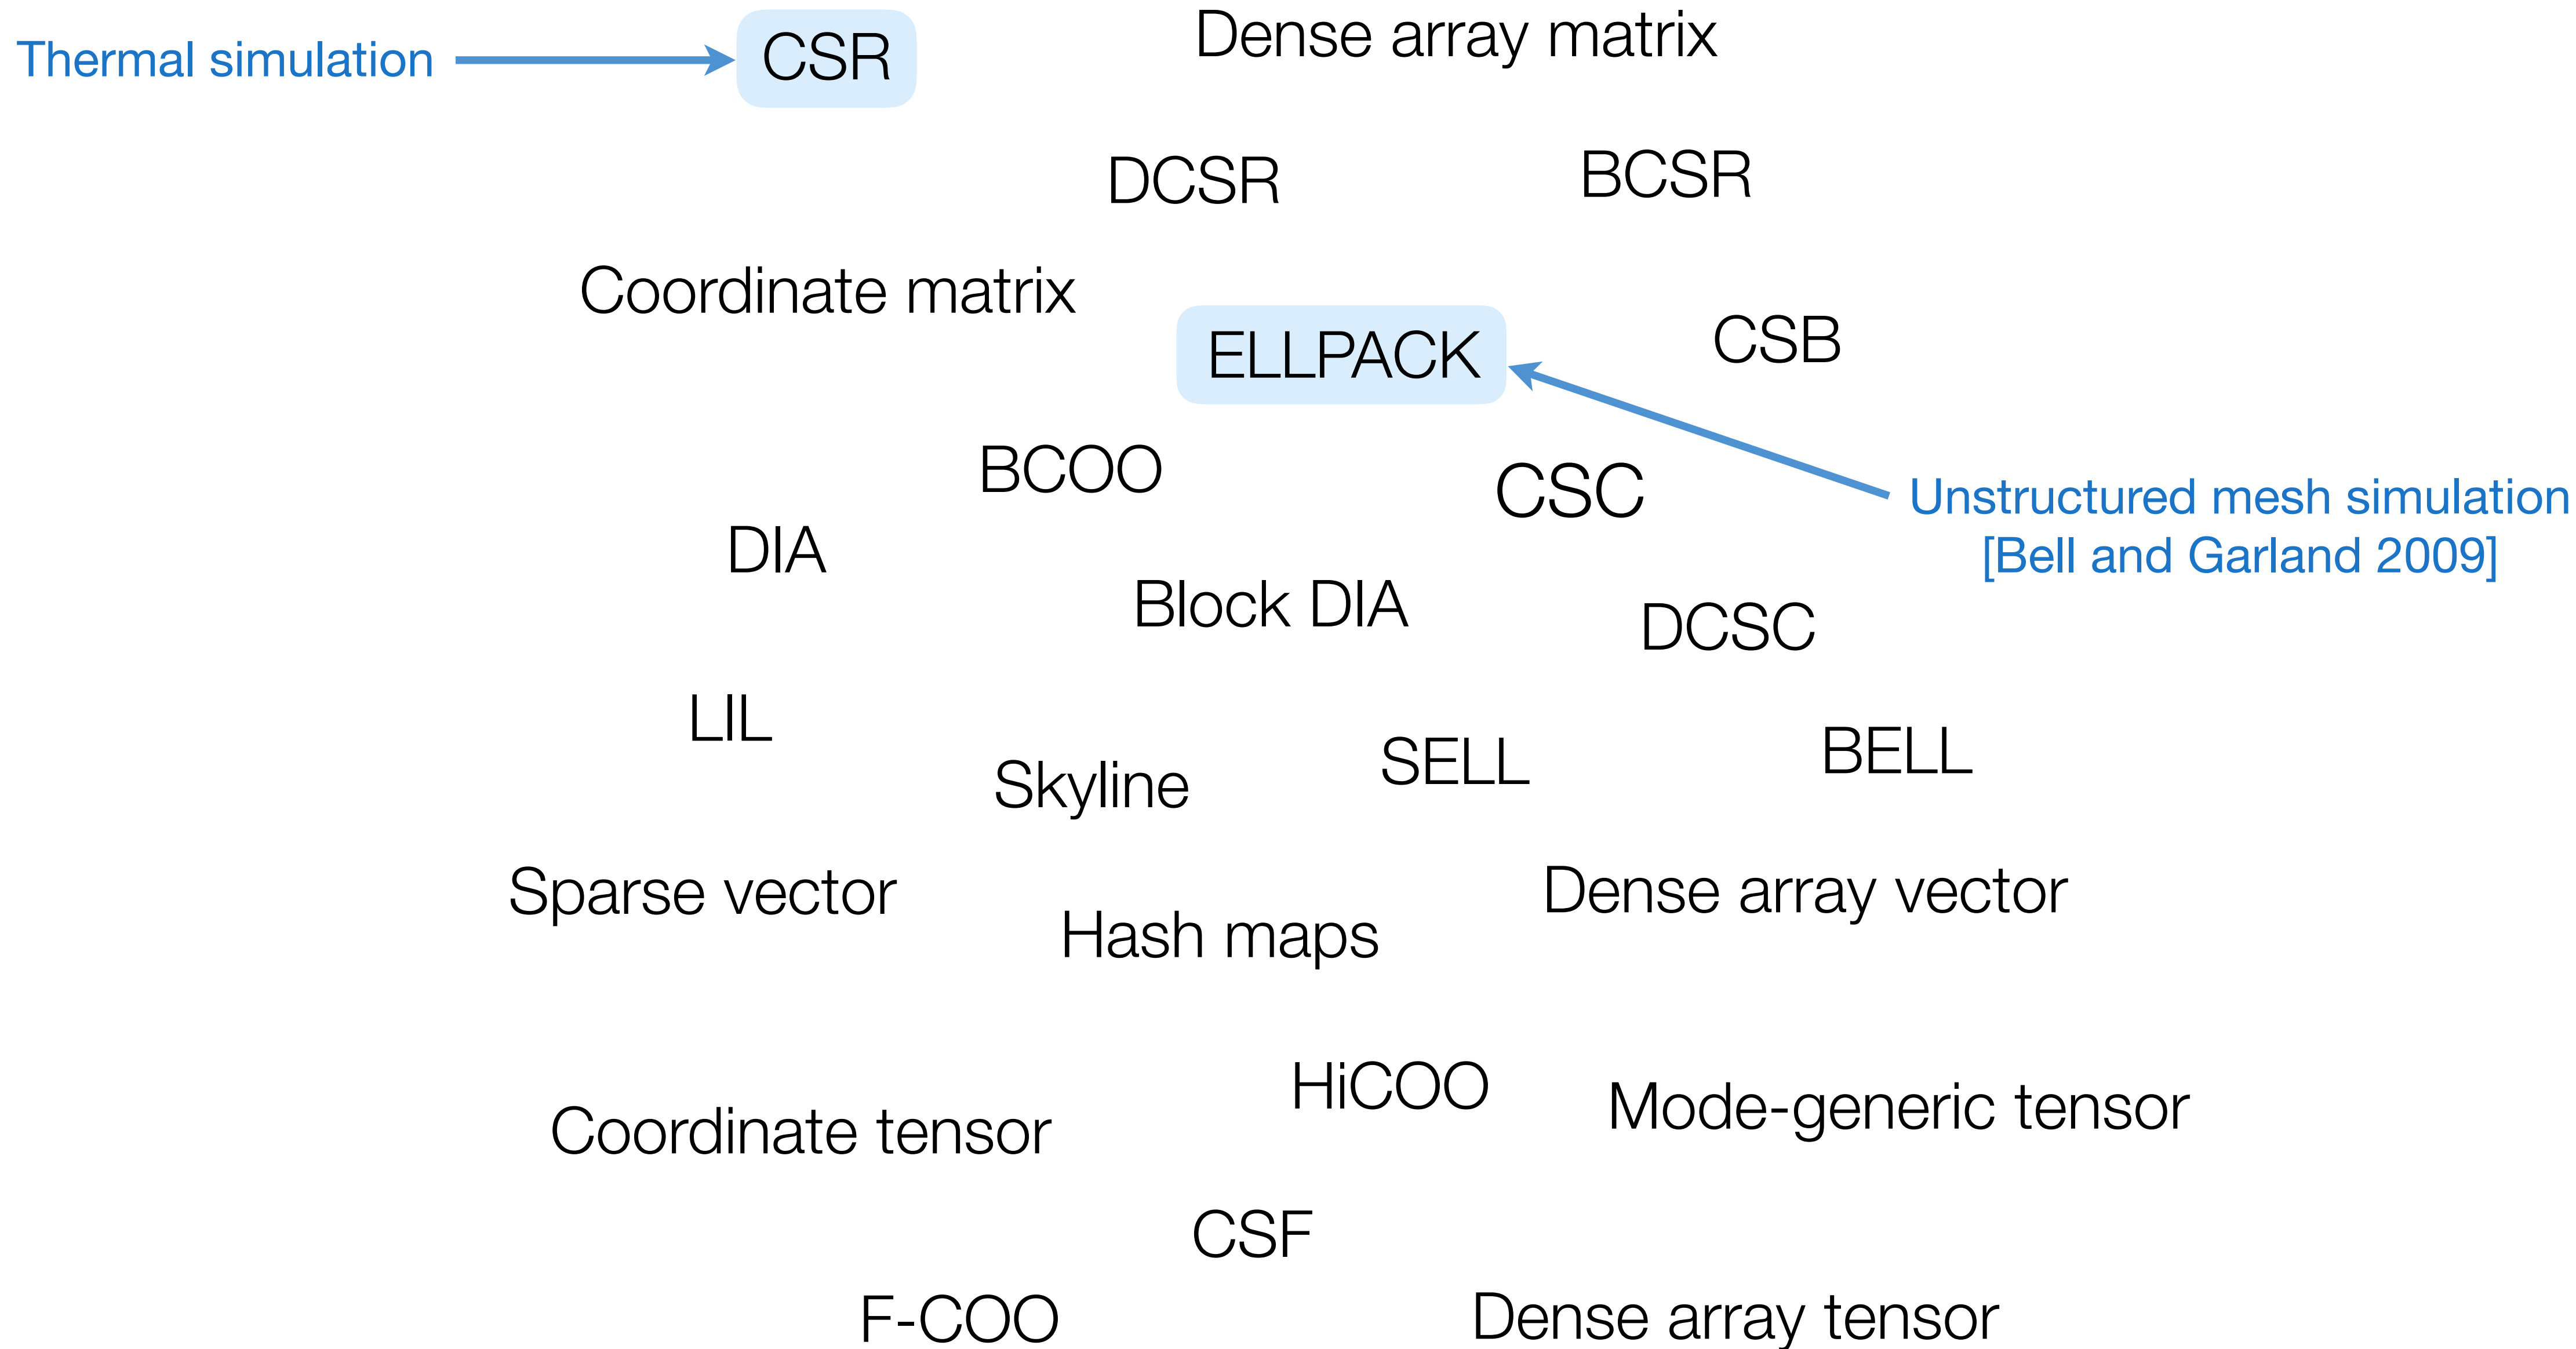 Thermal simulation
CSR
Dense array matrix
DCSR
BCSR
Coordinate matrix
ELLPACK
CSB
BCOO
CSC
Unstructured mesh simulation
[Bell and Garland 2009]
DIA
Block DIA
DCSC
LIL
Skyline
SELL
BELL
Sparse vector
Hash maps
Dense array vector
HiCOO
Mode-generic tensor
Coordinate tensor
CSF
F-COO
Dense array tensor